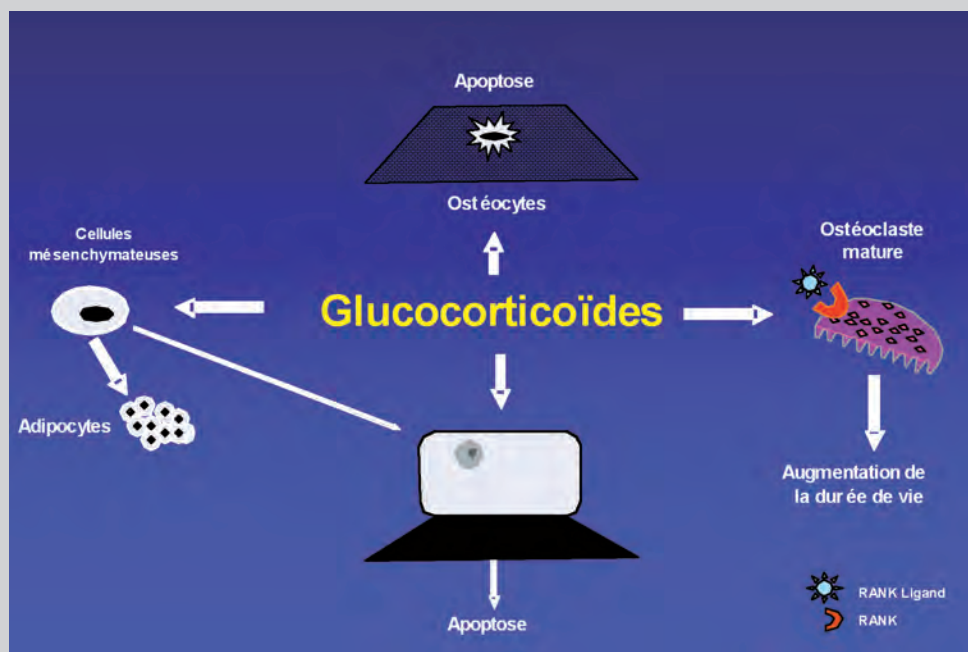 Apoptose
Ostéocytes
Cellules
mésenchymateuses
Ostéoclaste
mature
Glucocorticoïdes
Adipocytes
Augmentation de
la durée de vie
Apoptose
RANK Ligand
RANK